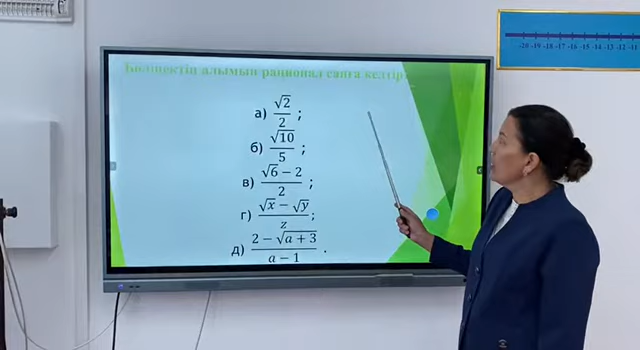 Бөлшектің алымын рационал санға келтір.
а) √2/2 ;
б) √10/5 ;
в) (√6 − 2)/2 ;
г) (√x − √y)/z ;
д) (2 − √(a + 3))/(a − 1) .
-20 -19 -18 -17 -16 -15 -14 -13 -12 -11